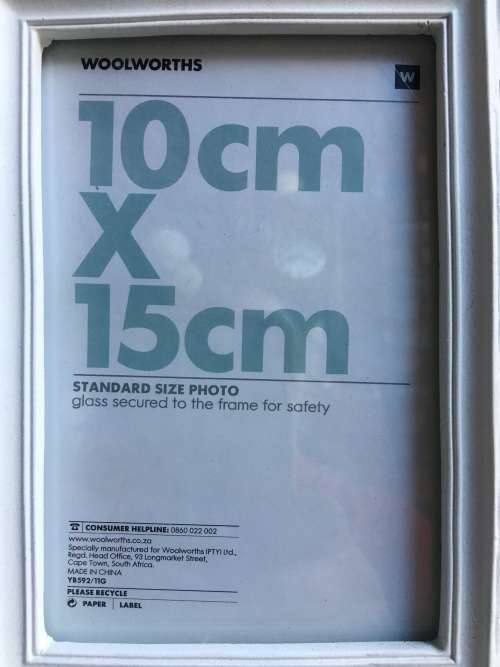 WOOLWORTHS
W
10cm
X
15cm
STANDARD SIZE PHOTO
glass secured to the frame for safety
CONSUMER HELPLINE: 0860 022 002
www.woolworths.co.za
Specially manufactured for Woolworths (PTY) Ltd.,
Regd. Head Office, 93 Longmarket Street,
Cape Town, South Africa.
MADE IN CHINA
YB592/11G
PLEASE RECYCLE
PAPER | LABEL